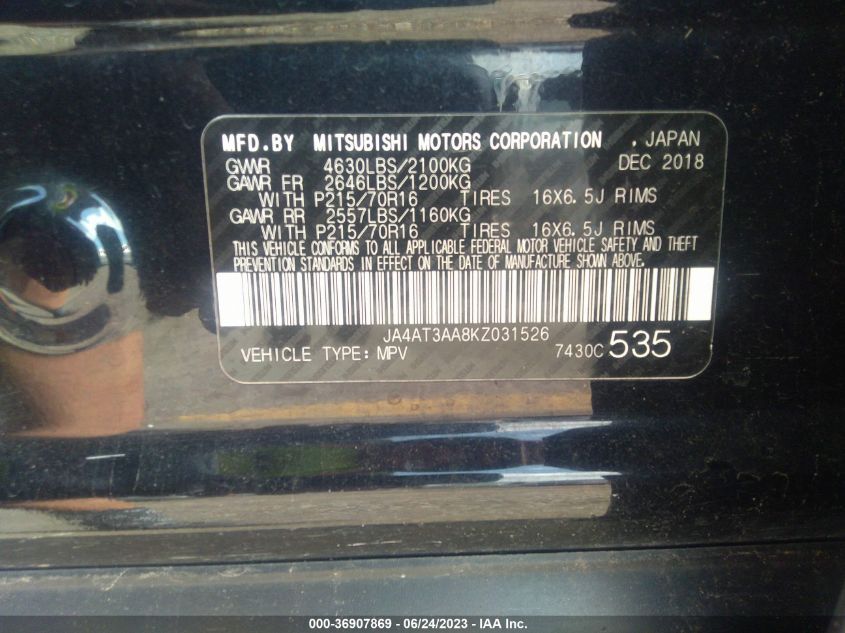 MFD.BY MITSUBISHI MOTORS CORPORATION , JAPAN
GVWR 4630LBS/2100KG DEC 2018
GAWR FR 2646LBS/1200KG
WITH P215/70R16 TIRES 16X6.5J RIMS
GAWR RR 2557LBS/1160KG
WITH P215/70R16 TIRES 16X6.5J RIMS
THIS VEHICLE CONFORMS TO ALL APPLICABLE FEDERAL MOTOR VEHICLE SAFETY AND THEFT
PREVENTION STANDARDS IN EFFECT ON THE DATE OF MANUFACTURE SHOWN ABOVE.
JA4AT3AA8KZ031526
VEHICLE TYPE: MPV 7430C 535
000-36907869 - 06/24/2023 - IAA Inc.